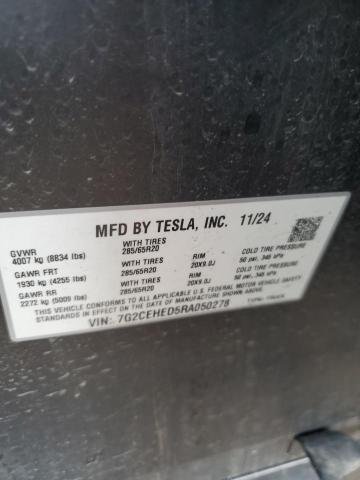 MFD BY TESLA, INC. 11/24
GVWR
4007 kg (8834 lbs)
WITH TIRES
285/65R20
GAWR FRT
1930 kg (4255 lbs)
WITH TIRES
285/65R20
RIM
20X9.0J
COLD TIRE PRESSURE
50 psi, 345 kPa
GAWR RR
2272 kg (5009 lbs)
WITH TIRES
285/65R20
RIM
20X9.0J
COLD TIRE PRESSURE
50 psi, 345 kPa
THIS VEHICLE CONFORMS TO ALL APPLICABLE U.S. FEDERAL MOTOR VEHICLE SAFETY
STANDARDS IN EFFECT ON THE DATE OF MANUFACTURE SHOWN ABOVE.
VIN: 7G2CEHED5RA050278
TYPE: TRUCK